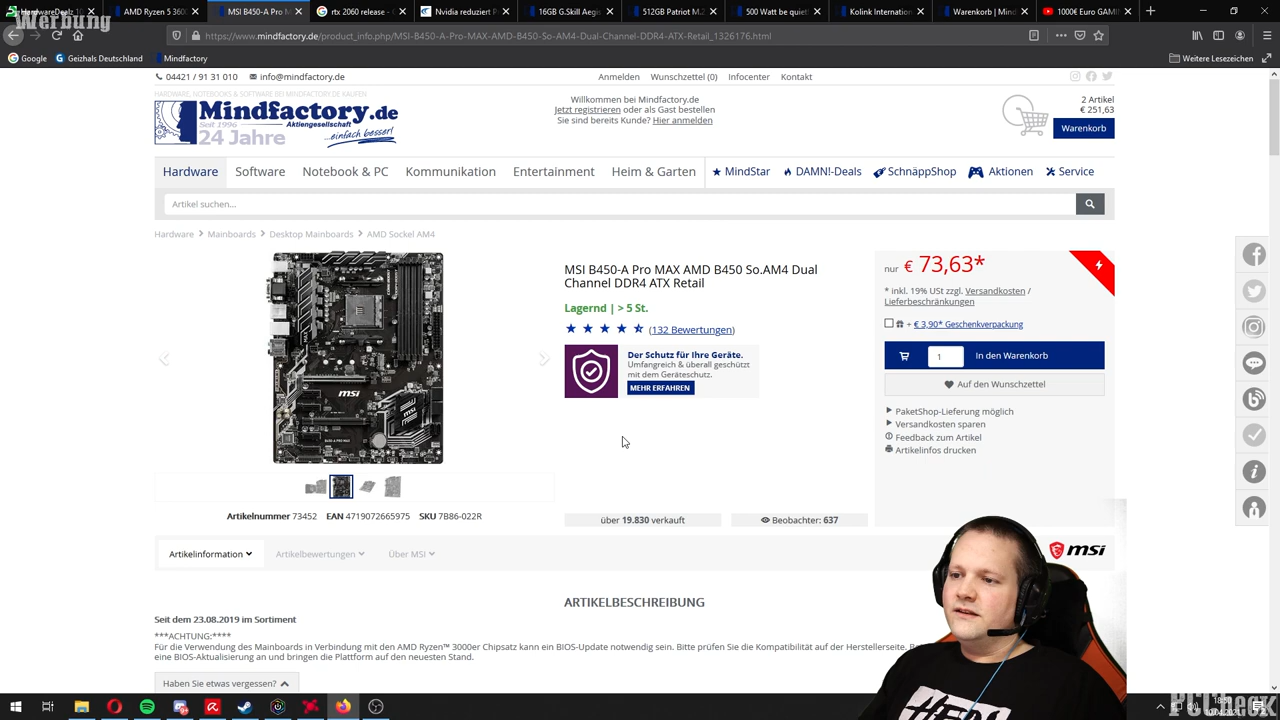 Werbung
HardwareDealz 10
AMD Ryzen 5 360
MSI B450-A Pro M
rtx 2060 release - G
Nvidia reduziert P
16GB G.Skill Aegis
512GB Patriot M.2
500 Watt be quiet!
Kolink Internation
Warenkorb | Mind
1000€ Euro GAMI
https://www.mindfactory.de/product_info.php/MSI-B450-A-Pro-MAX-AMD-B450-So-AM4-Dual-Channel-DDR4-ATX-Retail_1326176.html
Google
Geizhals Deutschland
Mindfactory
Weitere Lesezeichen
04421 / 91 31 010
info@mindfactory.de
Anmelden
Wunschzettel (0)
Infocenter
Kontakt
HARDWARE, NOTEBOOKS & SOFTWARE BEI MINDFACTORY.DE KAUFEN
Mindfactory.de
Seit 1996
Aktiengesellschaft
24 Jahre
...einfach besser!
Willkommen bei Mindfactory.de
Jetzt registrieren oder als Gast bestellen
Sie sind bereits Kunde? Hier anmelden
2 Artikel
€ 251,63
Warenkorb
Hardware
Software
Notebook & PC
Kommunikation
Entertainment
Heim & Garten
MindStar
DAMN!-Deals
SchnäppShop
Aktionen
Service
Artikel suchen...
Hardware > Mainboards > Desktop Mainboards > AMD Sockel AM4
MSI B450-A Pro MAX AMD B450 So.AM4 Dual
Channel DDR4 ATX Retail
Lagernd | > 5 St.
(132 Bewertungen)
Der Schutz für Ihre Geräte.
Umfangreich & überall geschützt
mit dem Geräteschutz.
MEHR ERFAHREN
nur € 73,63*
* inkl. 19% USt zzgl. Versandkosten /
Lieferbeschränkungen
+ € 3,90* Geschenkverpackung
1
In den Warenkorb
Auf den Wunschzettel
PaketShop-Lieferung möglich
Versandkosten sparen
Feedback zum Artikel
Artikelinfos drucken
msi
Artikelnummer 73452 EAN 4719072665975 SKU 7B86-022R
über 19.830 verkauft
Beobachter: 637
Artikelinformation
Artikelbewertungen
Über MSI
msi
ARTIKELBESCHREIBUNG
Seit dem 23.08.2019 im Sortiment
***ACHTUNG:****
Für die Verwendung des Mainboards in Verbindung mit den AMD Ryzen™ 3000er Chipsatz kann ein BIOS-Update notwendig sein. Bitte prüfen Sie die Kompatibilität auf der Herstellerseite.
eine BIOS-Aktualisierung an und bringen die Plattform auf den neuesten Stand.
Haben Sie etwas vergessen?
PCCheck